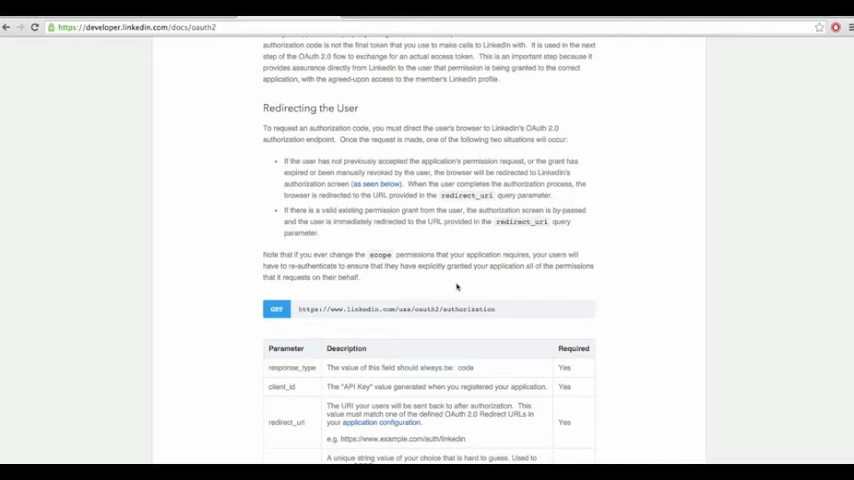 https://developer.linkedin.com/docs/oauth2
authorization code is not the final token that you use to make calls to LinkedIn with. It is used in the next
step of the OAuth 2.0 flow to exchange for an actual access token. This is an important step because it
provides assurance directly from LinkedIn to the user that permission is being granted to the correct
application, with the agreed-upon access to the member's LinkedIn profile.
Redirecting the User
To request an authorization code, you must direct the user's browser to LinkedIn's OAuth 2.0
authorization endpoint. Once the request is made, one of the following two situations will occur:
If the user has not previously accepted the application's permission request, or the grant has
expired or been manually revoked by the user, the browser will be redirected to LinkedIn's
authorization screen (as seen below). When the user completes the authorization process, the
browser is redirected to the URL provided in the redirect_uri query parameter.
If there is a valid existing permission grant from the user, the authorization screen is by-passed
and the user is immediately redirected to the URL provided in the redirect_uri query
parameter.
Note that if you ever change the scope permissions that your application requires, your users will
have to re-authenticate to ensure that they have explicitly granted your application all of the permissions
that it requests on their behalf.
GET https://www.linkedin.com/uas/oauth2/authorization
Parameter Description Required
response_type The value of this field should always be: code Yes
client_id The "API Key" value generated when you registered your application. Yes
The URI your users will be sent back to after authorization. This
value must match one of the defined OAuth 2.0 Redirect URLs in
redirect_uri your application configuration. Yes
e.g. https://www.example.com/auth/linkedin
A unique string value of your choice that is hard to guess. Used to